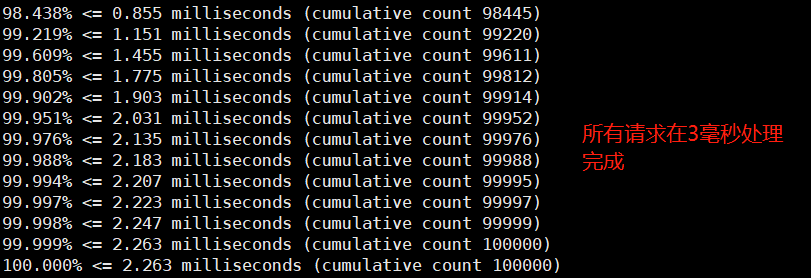 98.438% <= 0.855 milliseconds (cumulative count 98445)
99.219% <= 1.151 milliseconds (cumulative count 99220)
99.609% <= 1.455 milliseconds (cumulative count 99611)
99.805% <= 1.775 milliseconds (cumulative count 99812)
99.902% <= 1.903 milliseconds (cumulative count 99914)
99.951% <= 2.031 milliseconds (cumulative count 99952)
99.976% <= 2.135 milliseconds (cumulative count 99976)
99.988% <= 2.183 milliseconds (cumulative count 99988)
99.994% <= 2.207 milliseconds (cumulative count 99995)
99.997% <= 2.223 milliseconds (cumulative count 99997)
99.998% <= 2.247 milliseconds (cumulative count 99999)
99.999% <= 2.263 milliseconds (cumulative count 100000)
100.000% <= 2.263 milliseconds (cumulative count 100000)
所有请求在3毫秒处理
完成